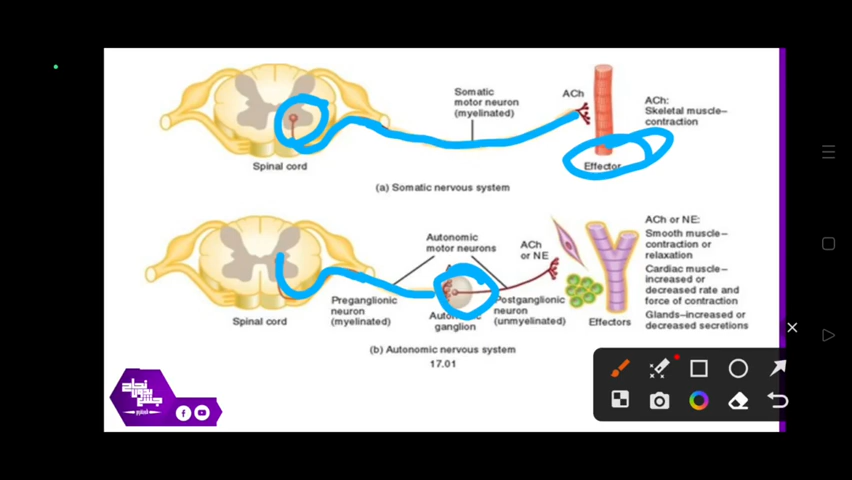 Somatic
motor neuron
(myelinated)
ACh
ACh:
Skeletal muscle–
contraction
Spinal cord
Effector
(a) Somatic nervous system
Autonomic
motor neurons
ACh
or NE
ACh or NE:
Smooth muscle–
contraction or
relaxation
Cardiac muscle–
increased or
decreased rate and
force of contraction
Glands–increased or
decreased secretions
Preganglionic
neuron
(myelinated)
ganglion
Postganglionic
neuron
(unmyelinated)
Spinal cord
Effectors
(b) Autonomic nervous system
17.01